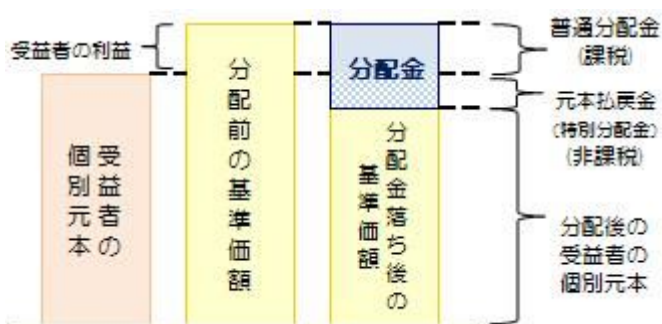 受益者の利益
受益者の
個別元本
分配前の基準価額
分配金
分配金落ち後の
基準価額
普通分配金
(課税)
元本払戻金
(特別分配金)
(非課税)
分配後の
受益者の
個別元本